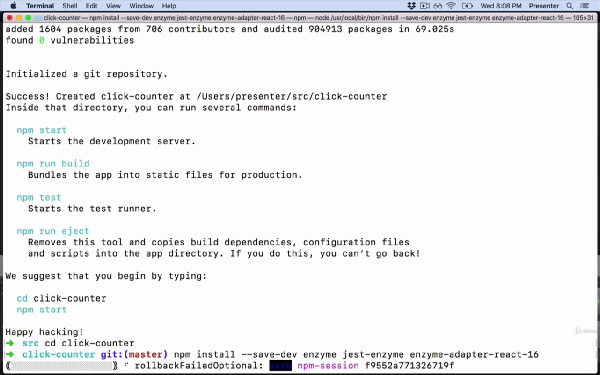 Terminal Shell Edit View Window Help Wed 8:08 PM Presenter
click-counter — npm install --save-dev enzyme jest-enzyme enzyme-adapter-react-16 — npm — node /usr/local/bin/npm install --save-dev enzyme jest-enzyme enzyme-adapter-react-16 — 105×31
added 1604 packages from 706 contributors and audited 904913 packages in 69.025s
found 0 vulnerabilities
Initialized a git repository.
Success! Created click-counter at /Users/presenter/src/click-counter
Inside that directory, you can run several commands:
npm start
Starts the development server.
npm run build
Bundles the app into static files for production.
npm test
Starts the test runner.
npm run eject
Removes this tool and copies build dependencies, configuration files
and scripts into the app directory. If you do this, you can't go back!
We suggest that you begin by typing:
cd click-counter
npm start
Happy hacking!
➜ src cd click-counter
➜ click-counter git:(master) npm install --save-dev enzyme jest-enzyme enzyme-adapter-react-16
rollbackFailedOptional: npm-session f9552a771326719f